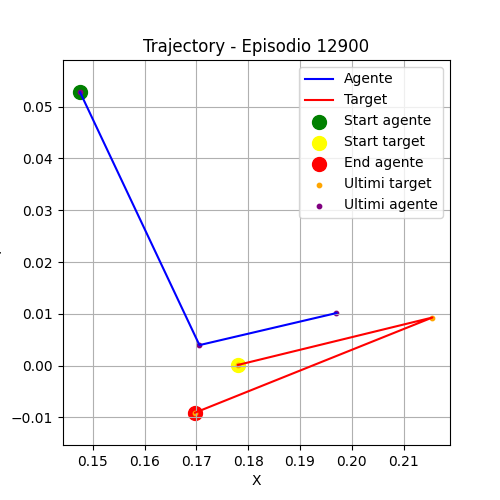 Trajectory - Episodio 12900
Agente
Target
Start agente
Start target
End agente
Ultimi target
Ultimi agente
0.05
0.04
0.03
0.02
0.01
0.00
−0.01
0.15 0.16 0.17 0.18 0.19 0.20 0.21
X